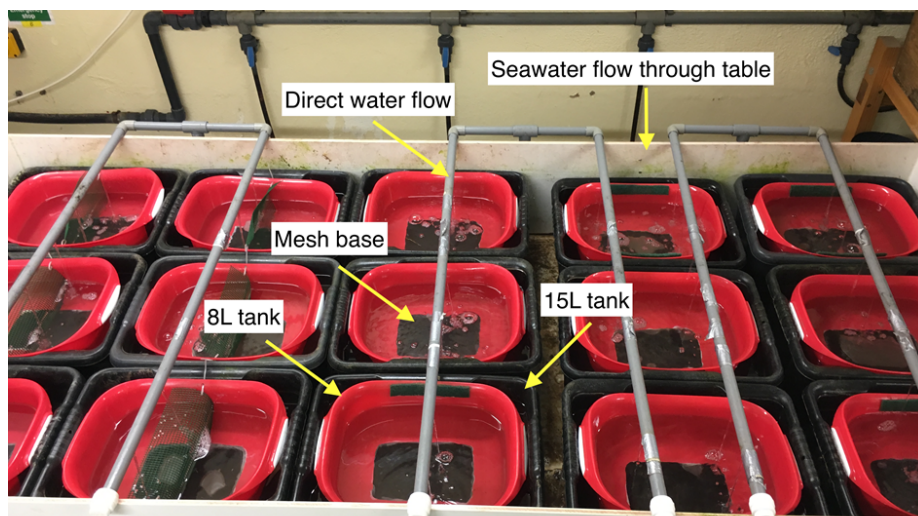 Seawater flow through table
Direct water flow
Mesh base
8L tank
15L tank